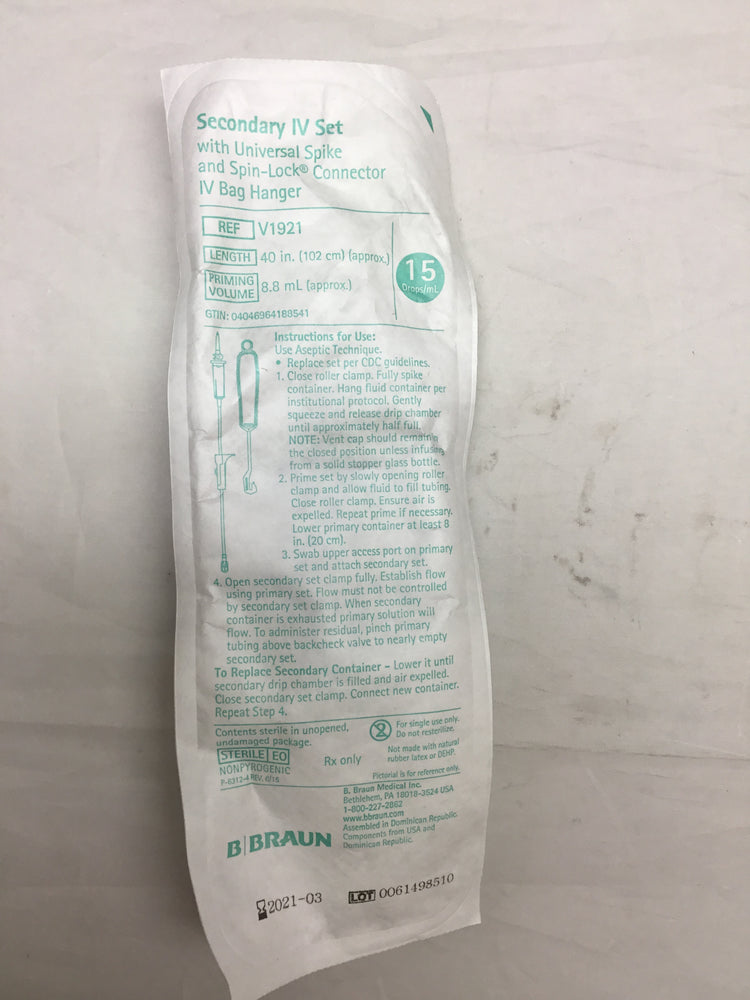 Secondary IV Set
with Universal Spike
and Spin-Lock® Connector
IV Bag Hanger
REF V1921
LENGTH 40 in. (102 cm) (approx.)
PRIMING
VOLUME 8.8 mL (approx.)
15
Drops/mL
GTIN: 04046964188541
Instructions for Use:
Use Aseptic Technique.
• Replace set per CDC guidelines.
1. Close roller clamp. Fully spike
container. Hang fluid container per
institutional protocol. Gently
squeeze and release drip chamber
until approximately half full.
NOTE: Vent cap should remain in
the closed position unless infusing
from a solid stopper glass bottle.
2. Prime set by slowly opening roller
clamp and allow fluid to fill tubing.
Close roller clamp. Ensure air is
expelled. Repeat prime if necessary.
Lower primary container at least 8
in. (20 cm).
3. Swab upper access port on primary
set and attach secondary set.
4. Open secondary set clamp fully. Establish flow
using primary set. Flow must not be controlled
by secondary set clamp. When secondary
container is exhausted primary solution will
flow. To administer residual, pinch primary
tubing above backcheck valve to nearly empty
secondary set.
To Replace Secondary Container – Lower it until
secondary drip chamber is filled and air expelled.
Close secondary set clamp. Connect new container.
Repeat Step 4.
Contents sterile in unopened,
undamaged package.
STERILE EO
NONPYROGENIC
P-6312-4 REV. 6/15
Rx only
2
For single use only.
Do not resterilize.
Not made with natural
rubber latex or DEHP.
Pictorial is for reference only.
B. Braun Medical Inc.
Bethlehem, PA 18018-3524 USA
1-800-227-2862
www.bbraun.com
Assembled in Dominican Republic.
Components from USA and
Dominican Republic.
B|BRAUN
2021-03
LOT 0061498510